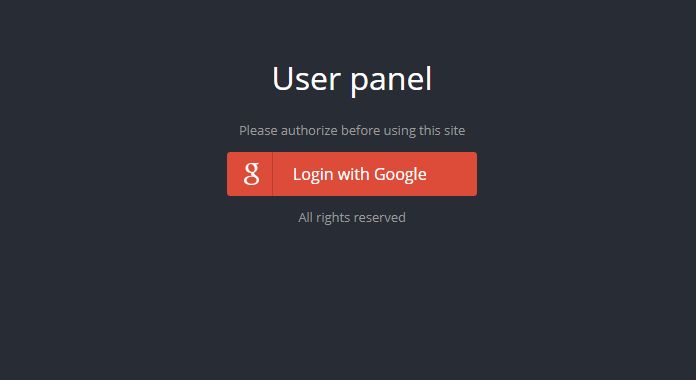 User panel
Please authorize before using this site
g Login with Google
All rights reserved